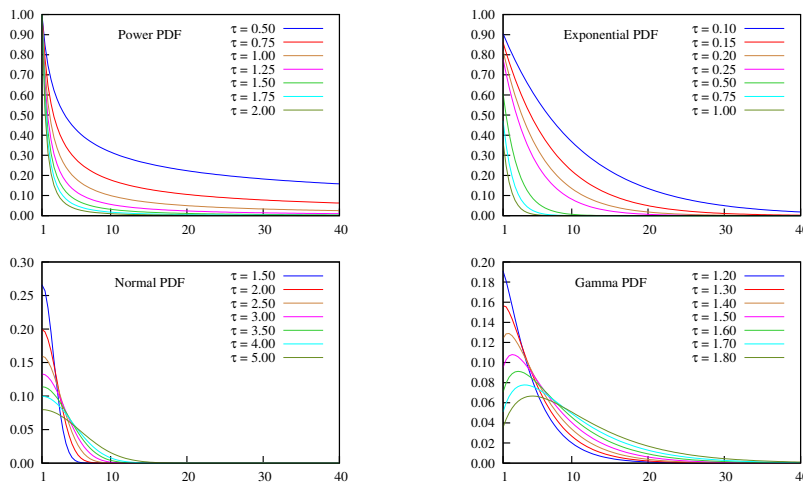 Power PDF
τ = 0.50
τ = 0.75
τ = 1.00
τ = 1.25
τ = 1.50
τ = 1.75
τ = 2.00
1.00
0.90
0.80
0.70
0.60
0.50
0.40
0.30
0.20
0.10
0.00
1 10 20 30 40
Exponential PDF
τ = 0.10
τ = 0.15
τ = 0.20
τ = 0.25
τ = 0.50
τ = 0.75
τ = 1.00
1.00
0.90
0.80
0.70
0.60
0.50
0.40
0.30
0.20
0.10
0.00
1 10 20 30 40
Normal PDF
τ = 1.50
τ = 2.00
τ = 2.50
τ = 3.00
τ = 3.50
τ = 4.00
τ = 5.00
0.30
0.25
0.20
0.15
0.10
0.05
0.00
1 10 20 30 40
Gamma PDF
τ = 1.20
τ = 1.30
τ = 1.40
τ = 1.50
τ = 1.60
τ = 1.70
τ = 1.80
0.20
0.18
0.16
0.14
0.12
0.10
0.08
0.06
0.04
0.02
0.00
1 10 20 30 40